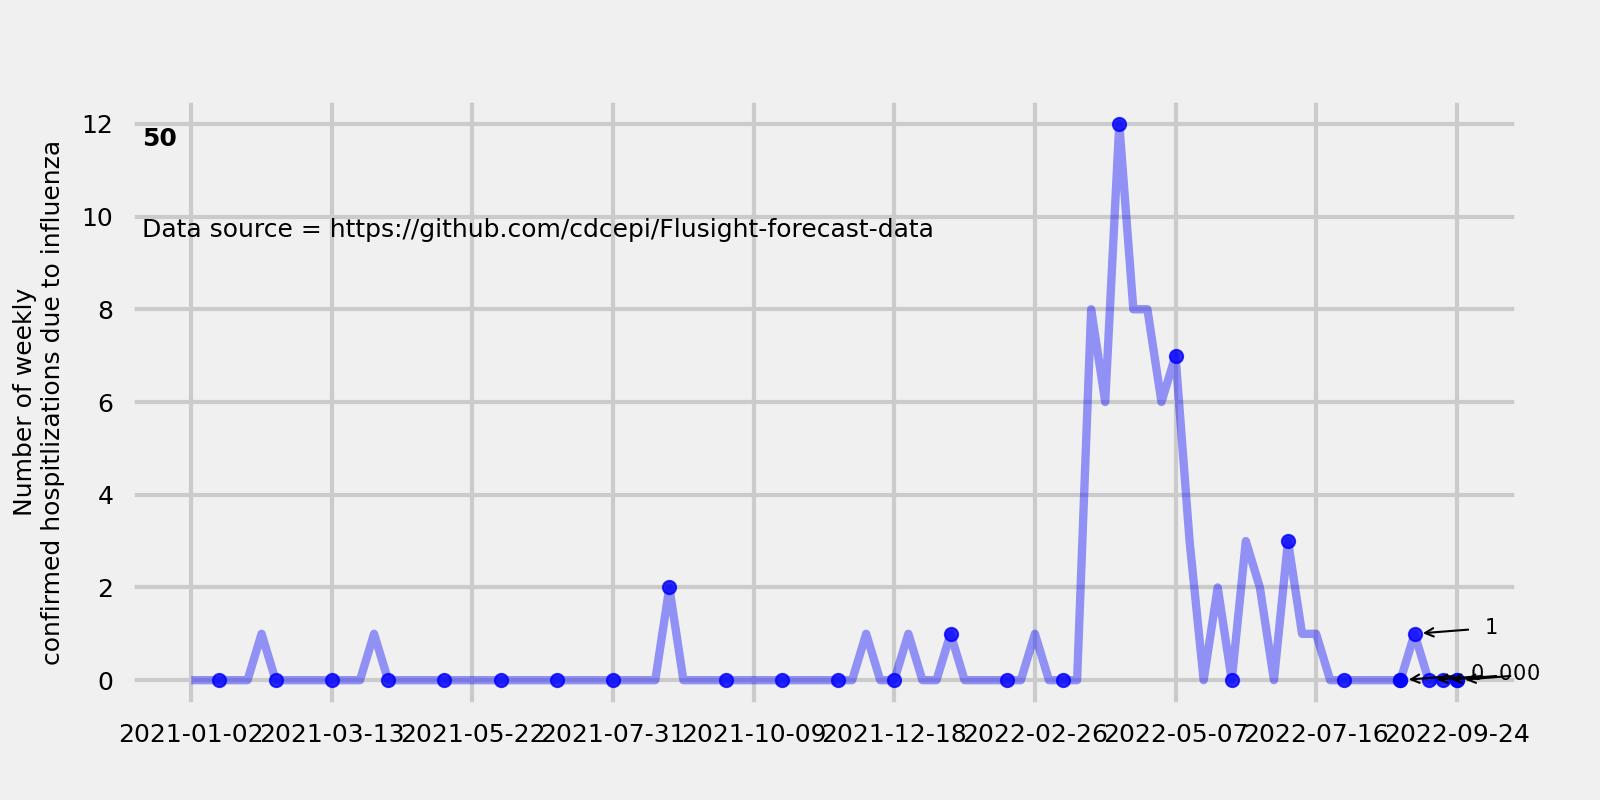 12
50
10
Data source = https://github.com/cdcepi/Flusight-forecast-data
8
6
4
2
0
Number of weekly
confirmed hospitlizations due to influenza
1
0 000
2021-01-02 2021-03-13 2021-05-22 2021-07-31 2021-10-09 2021-12-18 2022-02-26 2022-05-07 2022-07-16 2022-09-24